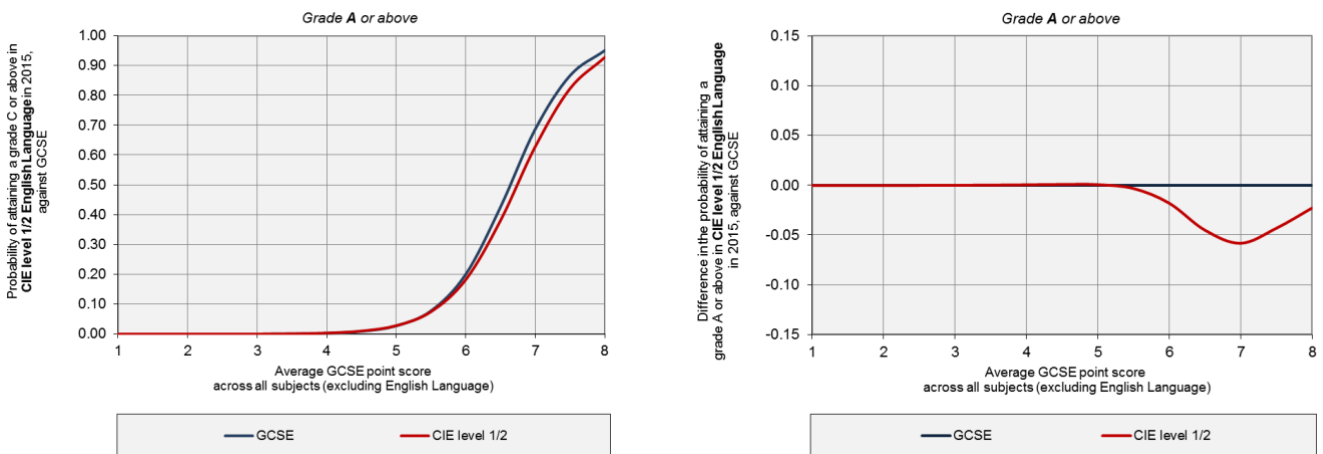 Grade A or above
Probability of attaining a grade C or above in
CIE level 1/2 English Language in 2015,
against GCSE
1.00
0.90
0.80
0.70
0.60
0.50
0.40
0.30
0.20
0.10
0.00
1 2 3 4 5 6 7 8
Average GCSE point score
across all subjects (excluding English Language)
GCSE CIE level 1/2
Grade A or above
Difference in the probability of attaining a
grade A or above in CIE level 1/2 English Language
in 2015, against GCSE
0.15
0.10
0.05
0.00
-0.05
-0.10
-0.15
1 2 3 4 5 6 7 8
Average GCSE point score
across all subjects (excluding English Language)
GCSE CIE level 1/2